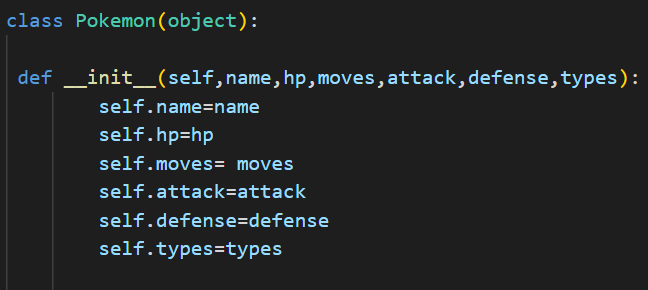 class Pokemon(object):
def __init__(self,name,hp,moves,attack,defense,types):
self.name=name
self.hp=hp
self.moves= moves
self.attack=attack
self.defense=defense
self.types=types